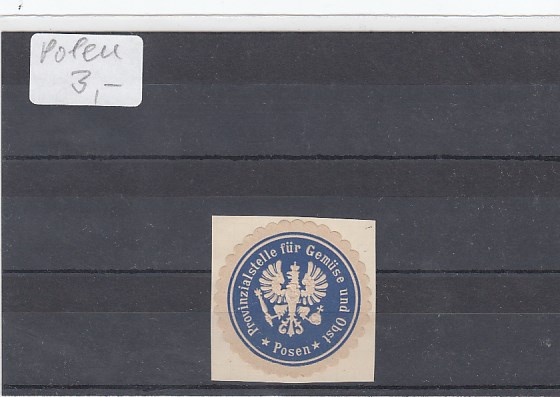 Polen
3,-
Provinzialstelle für Gemüse und Obst
* Posen *